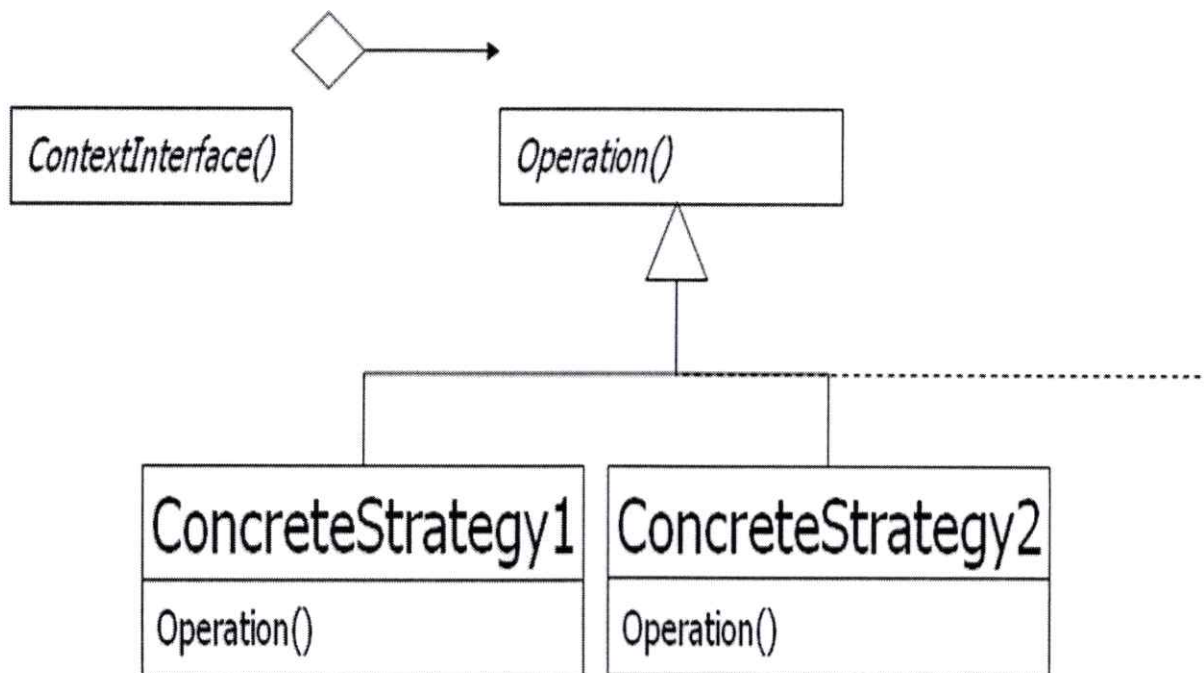 ContextInterface()
Operation()
ConcreteStrategy1
ConcreteStrategy2
Operation()
Operation()